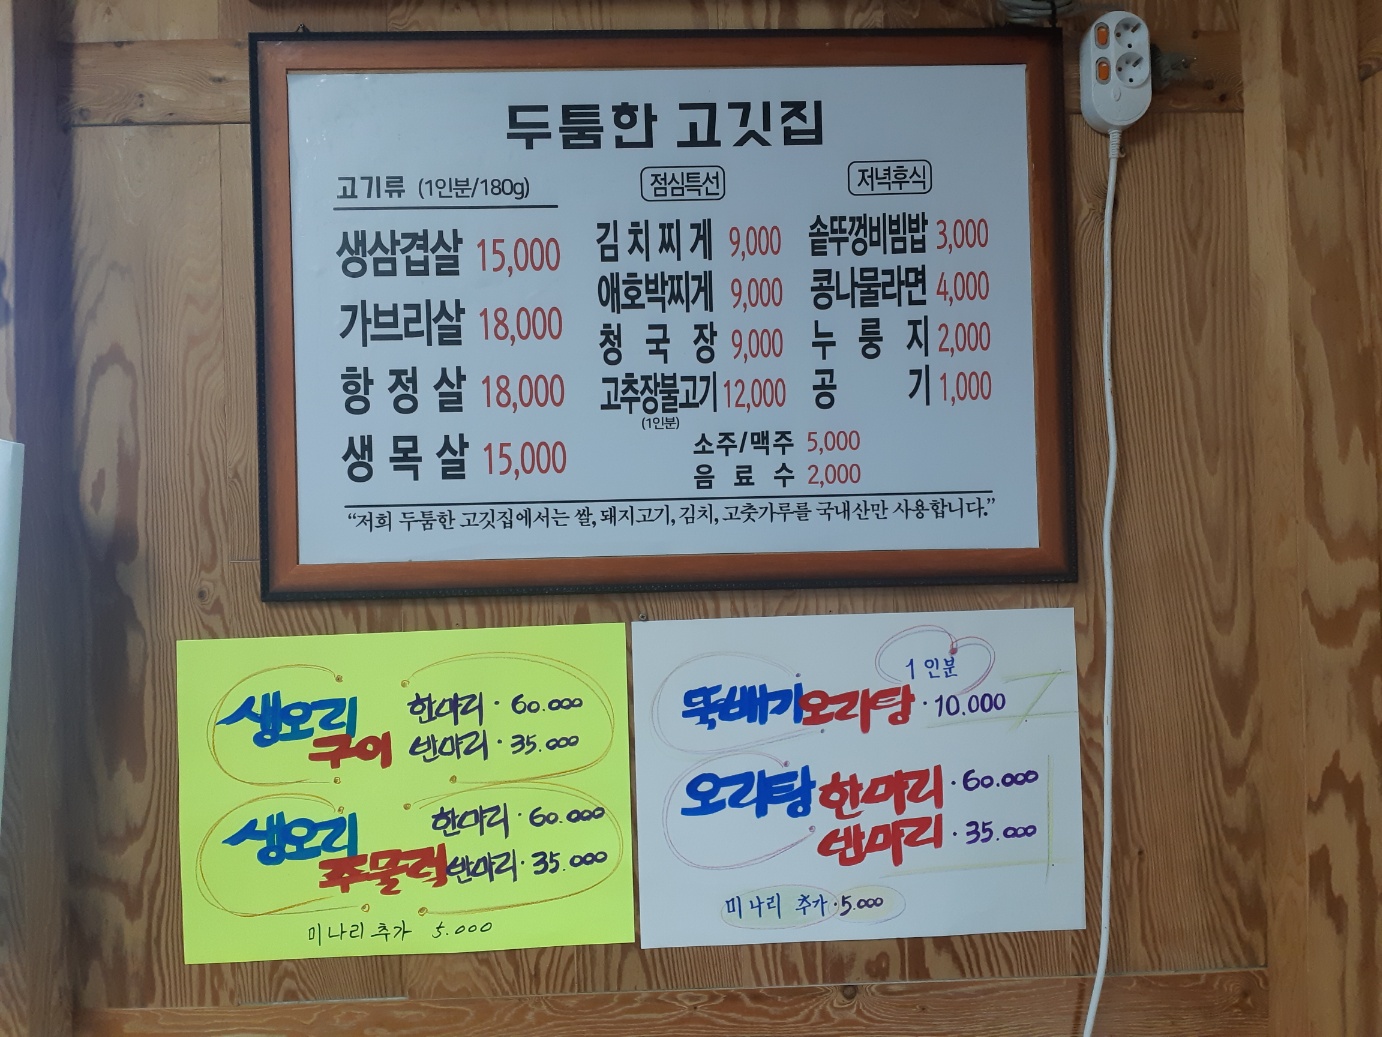 두툼한 고깃집
고기류 (1인분/180g)
생삼겹살 15,000
가브리살 18,000
항정살 18,000
생목살 15,000
점심특선
김치찌게 9,000
애호박찌게 9,000
청국장 9,000
고추장불고기 12,000
(1인분)
저녁후식
솥뚜껑비빔밥 3,000
콩나물라면 4,000
누룽지 2,000
공기 1,000
소주/맥주 5,000
음료수 2,000
“저희 두툼한 고깃집에서는 쌀, 돼지고기, 김치, 고춧가루를 국내산만 사용합니다.”
생오리 한마리·60.000
구이 반마리·35.000
생오리 한마리·60.000
주물럭 반마리·35.000
미나리 추가 5.000
1인분
뚝배기오리탕·10.000
오리탕 한마리·60.000
반마리·35.000
미나리 추가·5.000